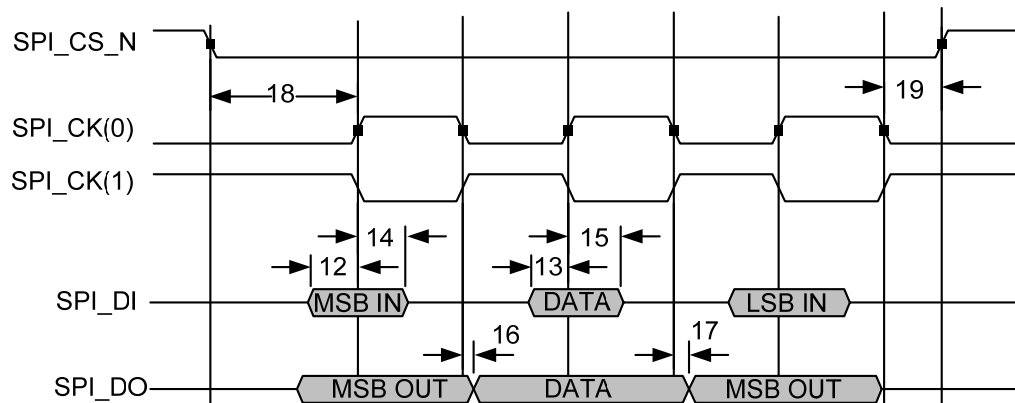 SPI_CS_N
18
19
SPI_CK(0)
SPI_CK(1)
14
15
12
13
SPI_DI
MSB IN
DATA
LSB IN
16
17
SPI_DO
MSB OUT
DATA
MSB OUT